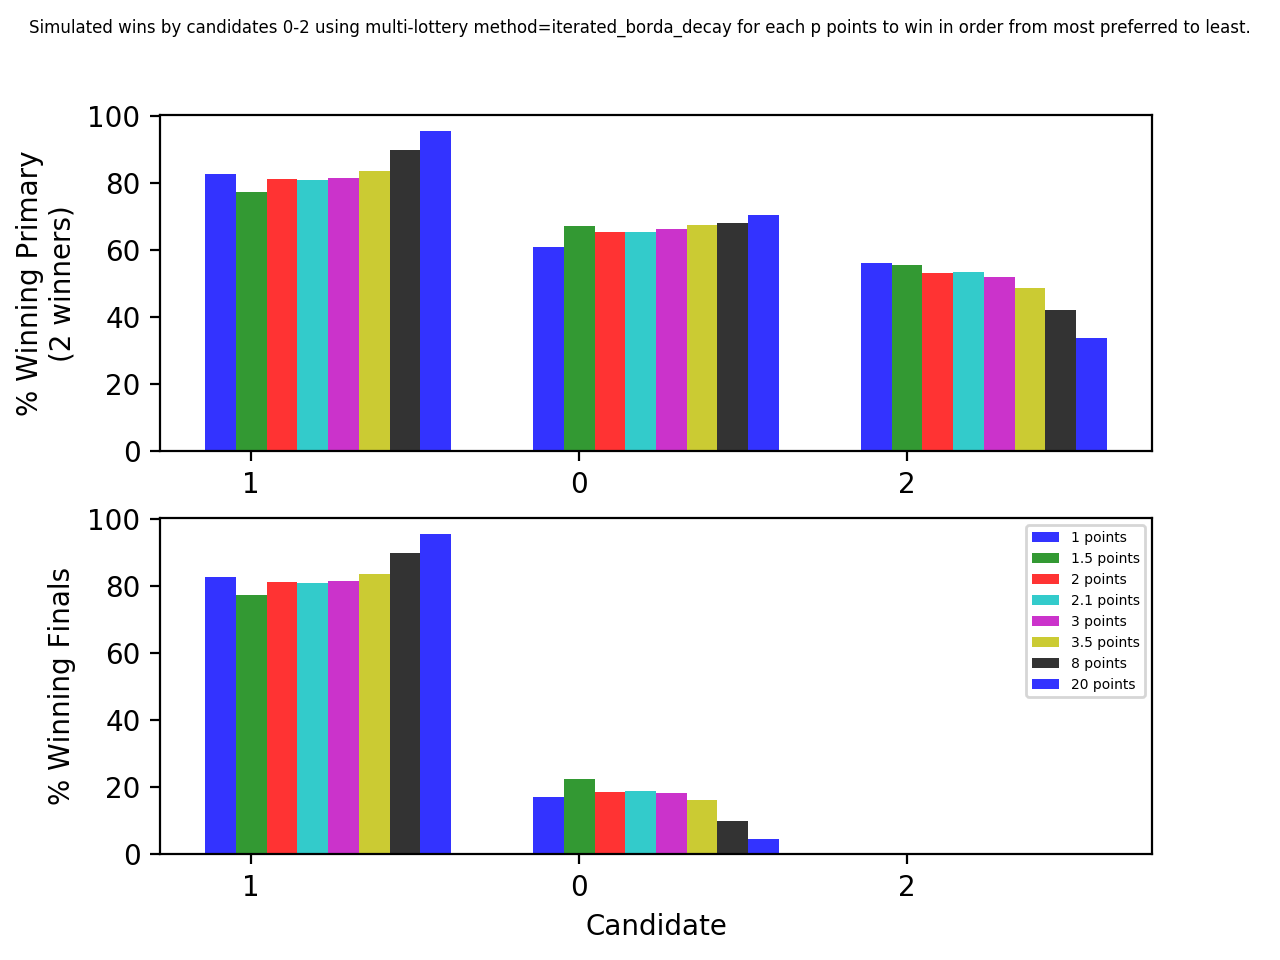 Simulated wins by candidates 0-2 using multi-lottery method=iterated_borda_decay for each p points to win in order from most preferred to least.
% Winning Primary
(2 winners)
100
80
60
40
20
0
1
0
2
% Winning Finals
100
80
60
40
20
0
1 points
1.5 points
2 points
2.1 points
3 points
3.5 points
8 points
20 points
1
0
2
Candidate